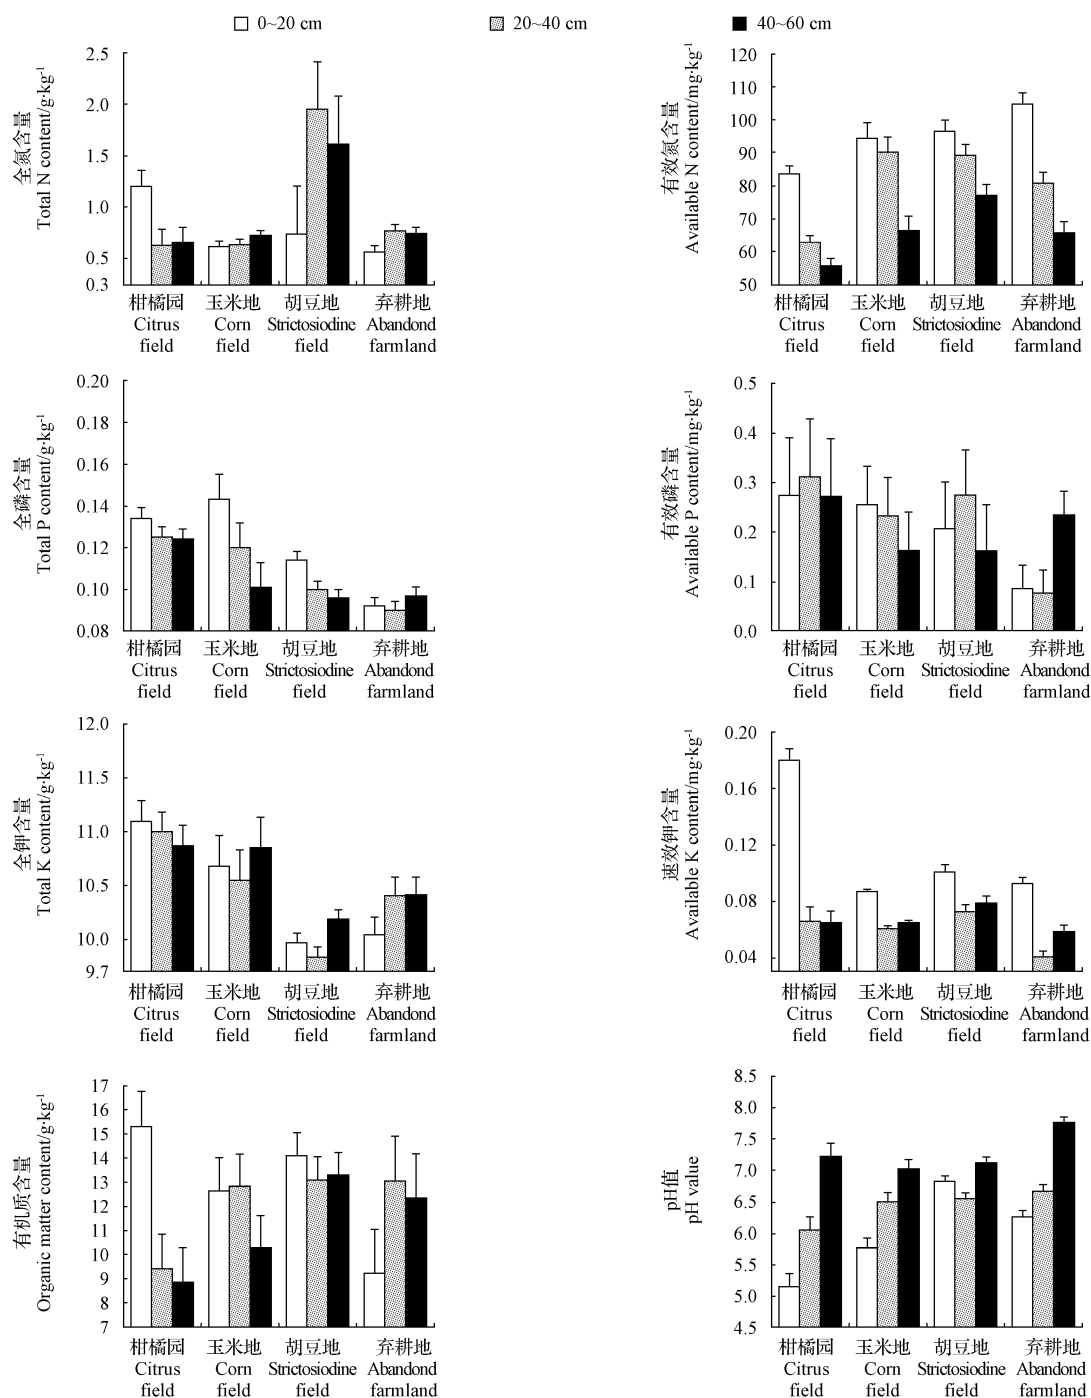 0~20 cm
20~40 cm
40~60 cm
全氮含量
Total N content/g·kg⁻¹
2.5
2.0
1.5
1.0
0.5
0.3
柑橘园 玉米地 胡豆地 弃耕地
Citrus Corn Strictosiodine Abandond
field field field farmland
有效氮含量
Available N content/mg·kg⁻¹
120
110
100
90
80
70
60
50
柑橘园 玉米地 胡豆地 弃耕地
Citrus Corn Strictosiodine Abandond
field field field farmland
全磷含量
Total P content/g·kg⁻¹
0.20
0.18
0.16
0.14
0.12
0.10
0.08
柑橘园 玉米地 胡豆地 弃耕地
Citrus Corn Strictosiodine Abandond
field field field farmland
有效磷含量
Available P content/mg·kg⁻¹
0.5
0.4
0.3
0.2
0.1
0.0
柑橘园 玉米地 胡豆地 弃耕地
Citrus Corn Strictosiodine Abandond
field field field farmland
全钾含量
Total K content/g·kg⁻¹
12.0
11.5
11.0
10.5
10.0
9.7
柑橘园 玉米地 胡豆地 弃耕地
Citrus Corn Strictosiodine Abandond
field field field farmland
速效钾含量
Available K content/mg·kg⁻¹
0.20
0.16
0.12
0.08
0.04
柑橘园 玉米地 胡豆地 弃耕地
Citrus Corn Strictosiodine Abandond
field field field farmland
有机质含量
Organic matter content/g·kg⁻¹
17
16
15
14
13
12
11
10
9
8
7
柑橘园 玉米地 胡豆地 弃耕地
Citrus Corn Strictosiodine Abandond
field field field farmland
pH值
pH value
8.5
8.0
7.5
7.0
6.5
6.0
5.5
5.0
4.5
柑橘园 玉米地 胡豆地 弃耕地
Citrus Corn Strictosiodine Abandond
field field field farmland